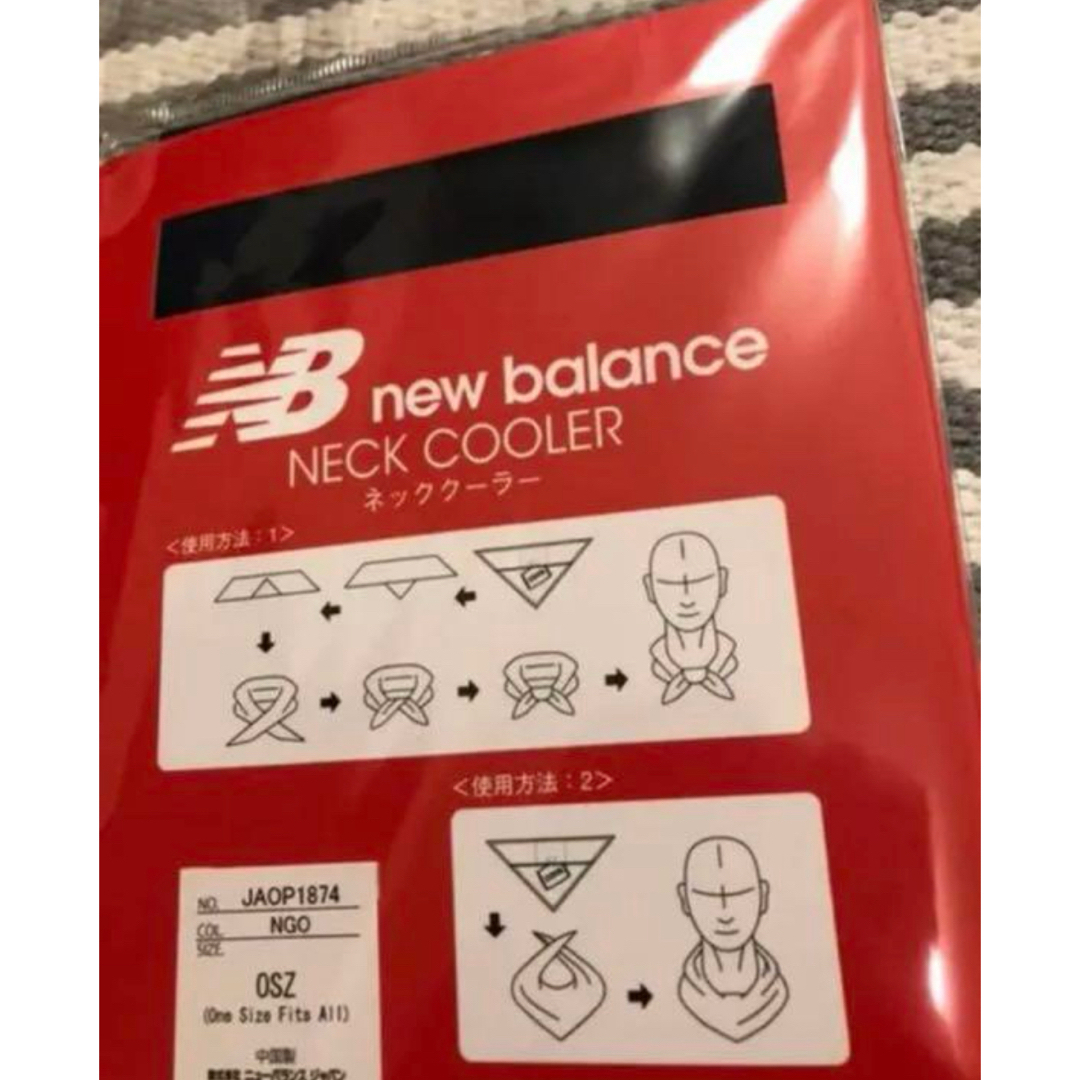 NB new balance
NECK COOLER
ネッククーラー
<使用方法:1>
<使用方法:2>
NO. JAOP1874
COL. NGO
SIZE
OSZ
(One Size Fits All)
中国製
ニューバランス ジャパン